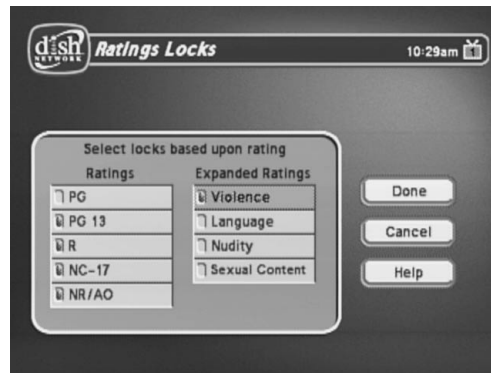 dish
NETWORK
Ratings Locks
10:29am
1
Select locks based upon rating
Ratings
Expanded Ratings
PG
Violence
PG 13
Language
R
Nudity
NC-17
Sexual Content
NR/AO
Done
Cancel
Help